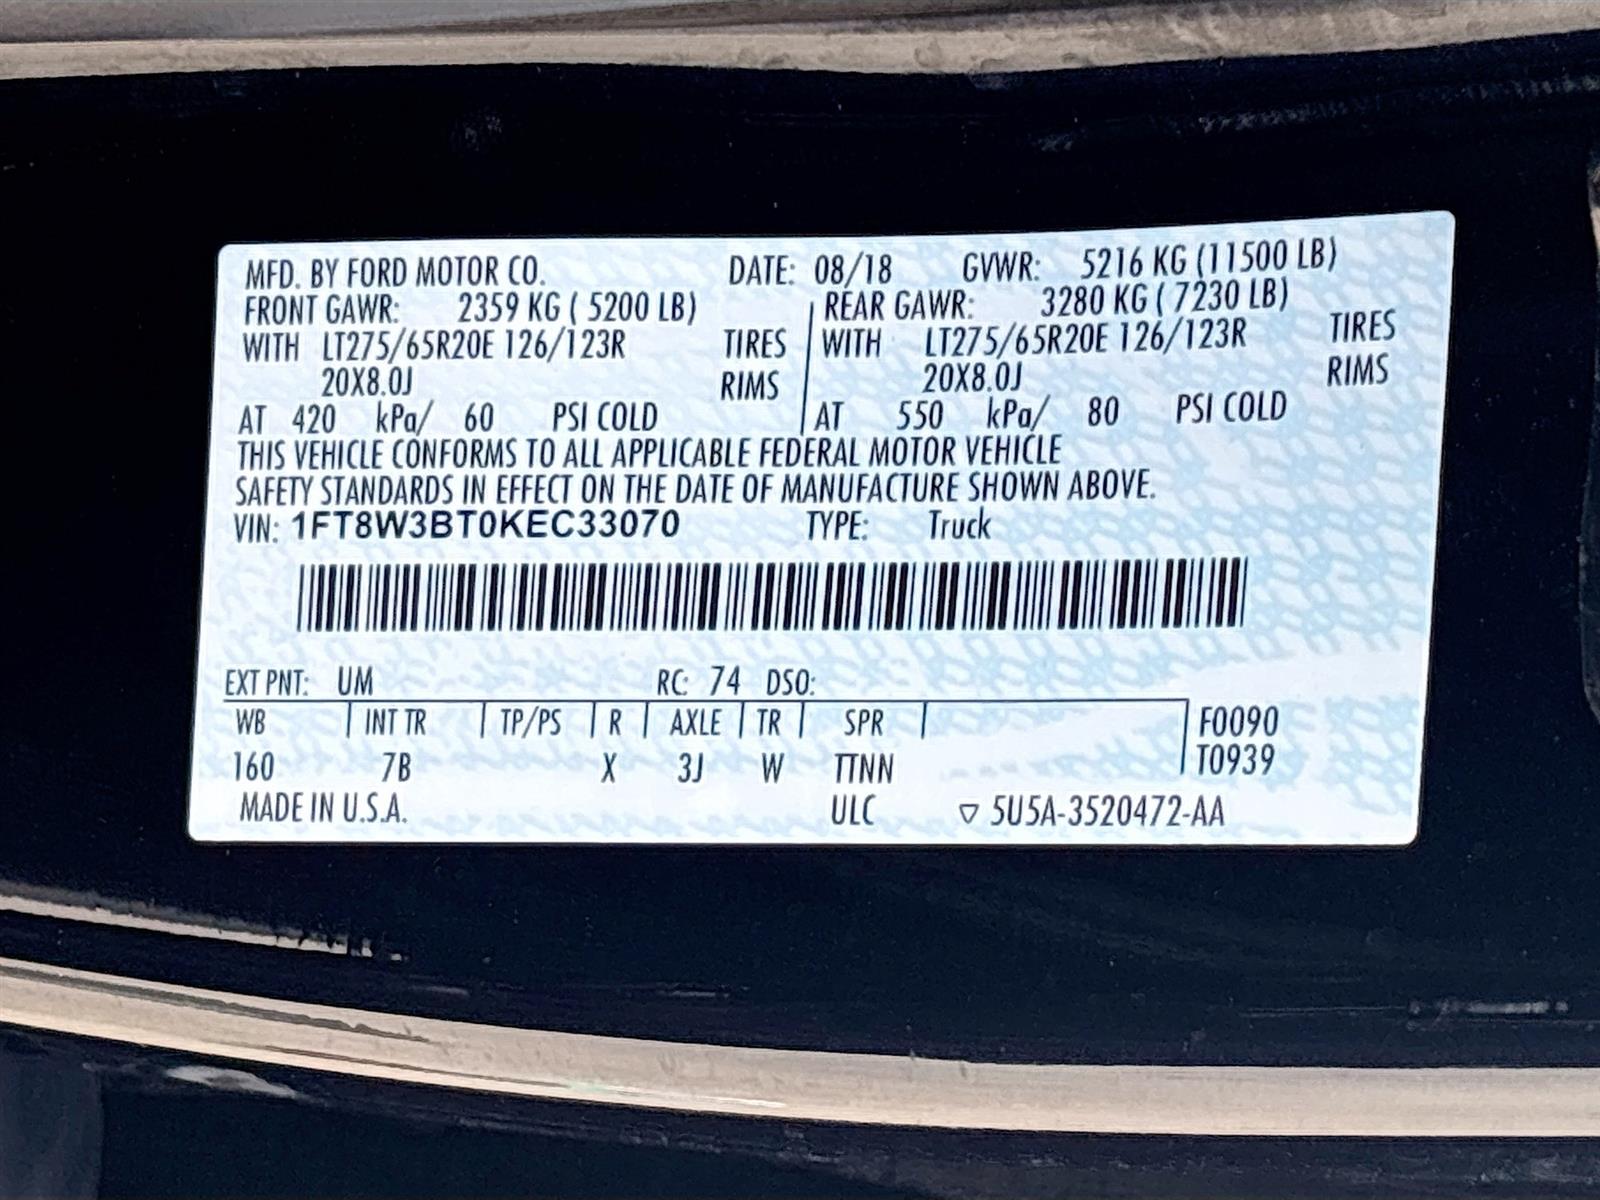 MFD. BY FORD MOTOR CO. DATE: 08/18 GVWR: 5216 KG (11500 LB)
FRONT GAWR: 2359 KG ( 5200 LB) REAR GAWR: 3280 KG ( 7230 LB)
WITH LT275/65R20E 126/123R TIRES WITH LT275/65R20E 126/123R TIRES
20X8.0J RIMS 20X8.0J RIMS
AT 420 kPa/ 60 PSI COLD AT 550 kPa/ 80 PSI COLD
THIS VEHICLE CONFORMS TO ALL APPLICABLE FEDERAL MOTOR VEHICLE
SAFETY STANDARDS IN EFFECT ON THE DATE OF MANUFACTURE SHOWN ABOVE.
VIN: 1FT8W3BT0KEC33070 TYPE: Truck
EXT PNT: UM RC: 74 DSO:
WB INT TR TP/PS R AXLE TR SPR F0090
160 7B X 3J W TTNN T0939
MADE IN U.S.A. ULC ▽ 5U5A-3520472-AA